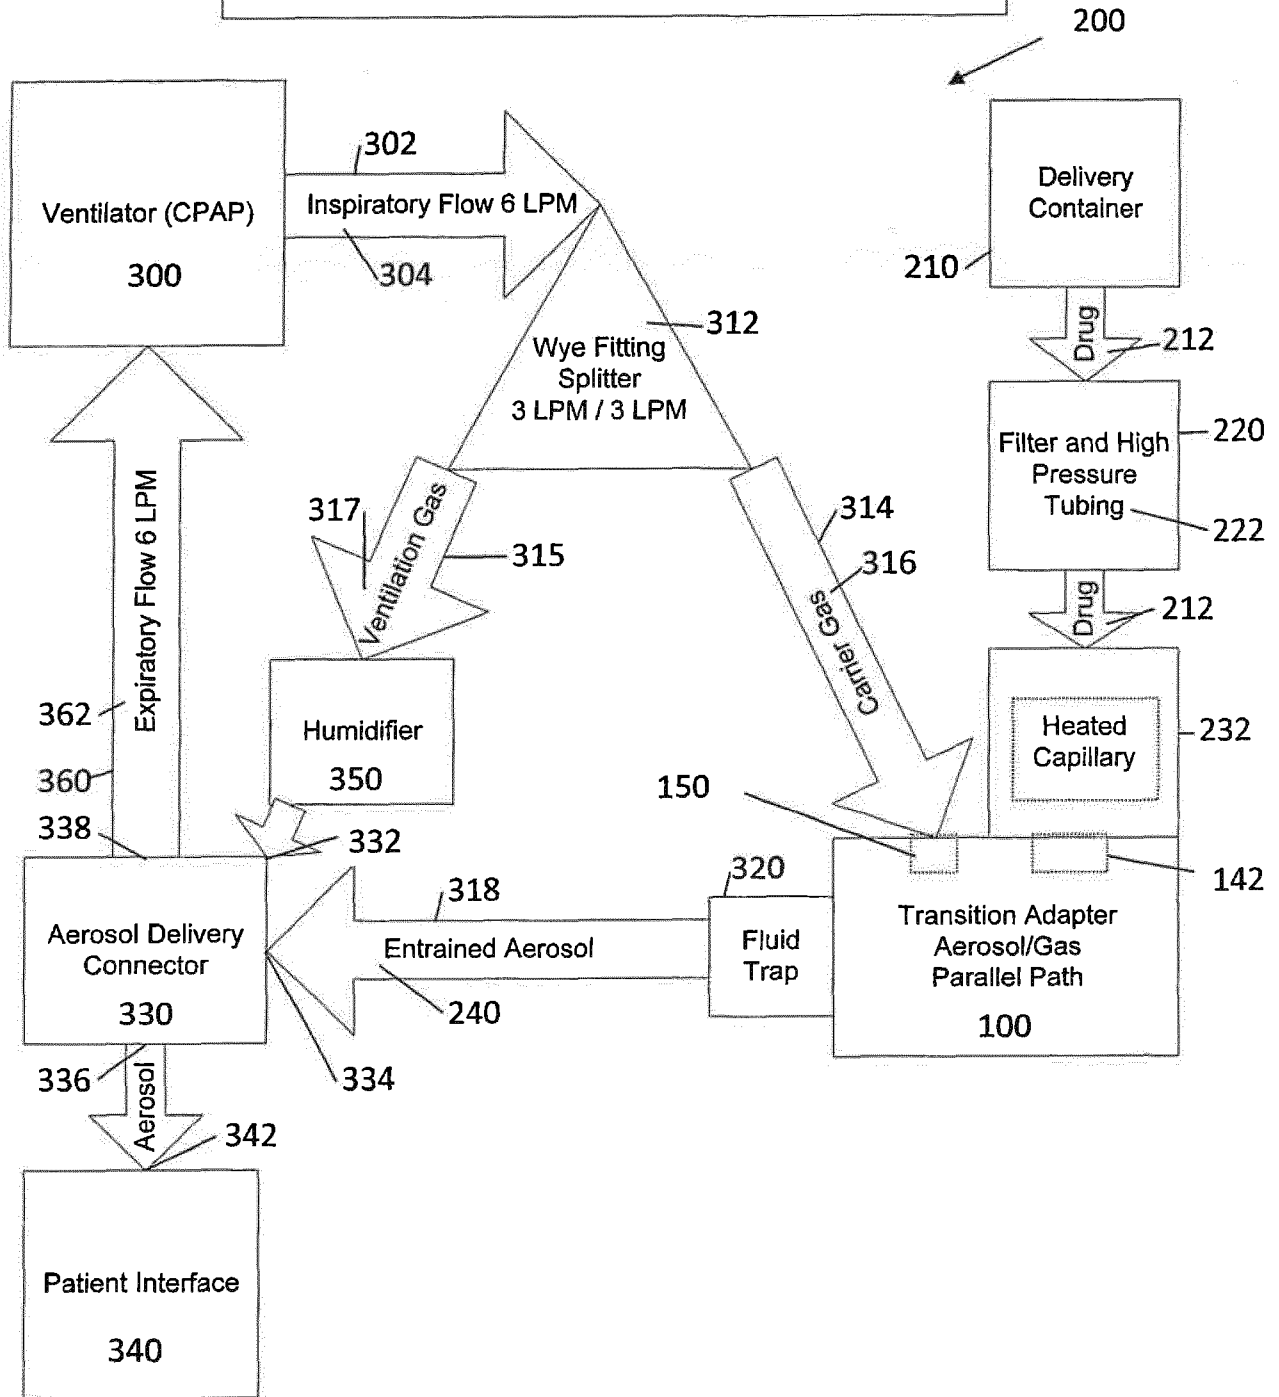 200
302
Inspiratory Flow 6 LPM
304
Ventilator (CPAP)
300
Delivery
Container
210
Drug
212
312
Wye Fitting
Splitter
3 LPM / 3 LPM
Filter and High
Pressure
Tubing
220
222
317
Ventilation Gas
315
314
316
Carrier Gas
Drug
212
Expiratory Flow 6 LPM
362
360
338
Humidifier
350
332
Heated
Capillary
232
150
142
320
318
Aerosol Delivery
Connector
330
Entrained Aerosol
240
Fluid
Trap
Transition Adapter
Aerosol/Gas
Parallel Path
100
336
334
Aerosol
342
Patient Interface
340